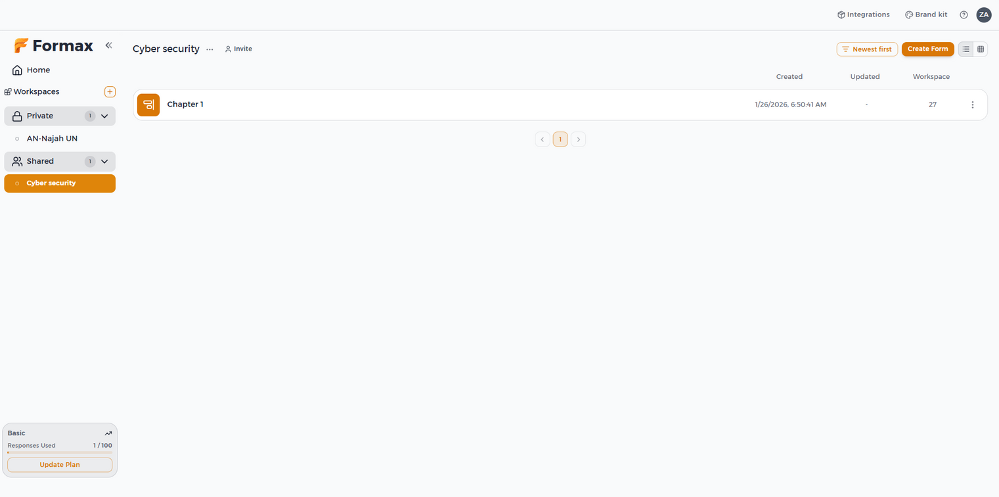 Integrations
Brand kit
ZA
Formax
Home
Workspaces
Private 1
AN-Najah UN
Shared 1
Cyber security
Basic
Responses Used 1 / 100
Update Plan
Cyber security ... Invite
Newest first
Create Form
Created Updated Workspace
Chapter 1 1/26/2026, 6:50:41 AM - 27
1